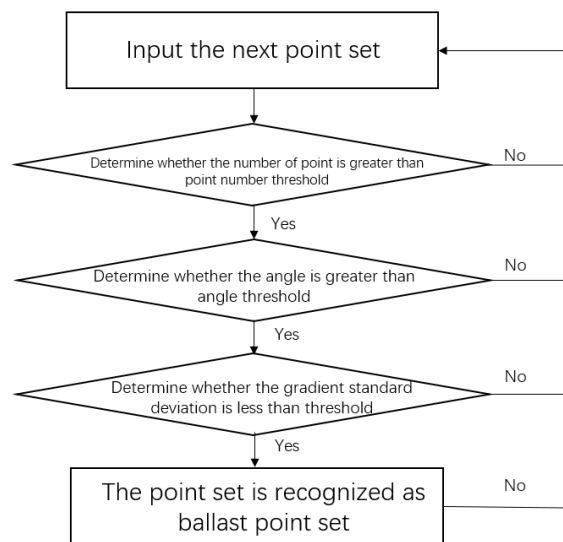 Input the next point set
Determine whether the number of point is greater than
point number threshold
No
Yes
Determine whether the angle is greater than
angle threshold
No
Yes
Determine whether the gradient standard
deviation is less than threshold
No
Yes
The point set is recognized as
ballast point set
No